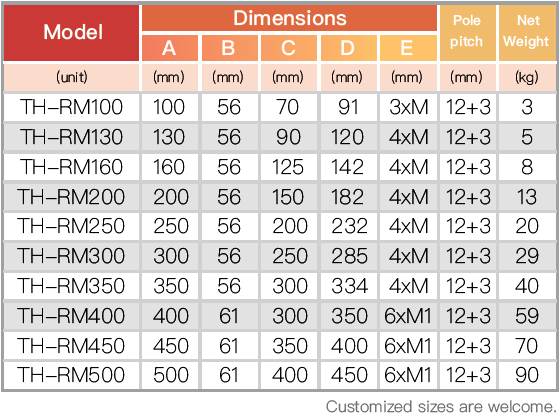 Model Dimensions Pole pitch Net Weight
A B C D E
(unit) (mm) (mm) (mm) (mm) (mm) (mm) (kg)
TH-RM100 100 56 70 91 3xM 12+3 3
TH-RM130 130 56 90 120 4xM 12+3 5
TH-RM160 160 56 125 142 4xM 12+3 8
TH-RM200 200 56 150 182 4xM 12+3 13
TH-RM250 250 56 200 232 4xM 12+3 20
TH-RM300 300 56 250 285 4xM 12+3 29
TH-RM350 350 56 300 334 4xM 12+3 40
TH-RM400 400 61 300 350 6xM1 12+3 59
TH-RM450 450 61 350 400 6xM1 12+3 70
TH-RM500 500 61 400 450 6xM1 12+3 90
Customized sizes are welcome.